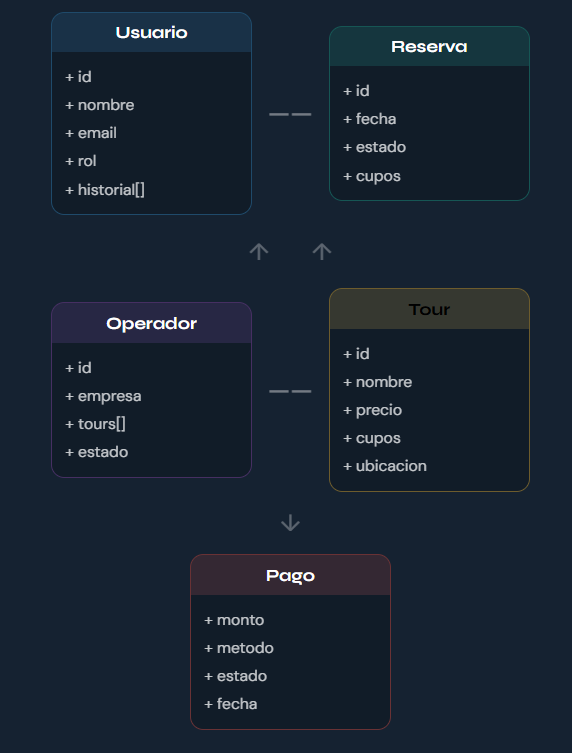 Usuario
+ id
+ nombre
+ email
+ rol
+ historial[]
Reserva
+ id
+ fecha
+ estado
+ cupos
Operador
+ id
+ empresa
+ tours[]
+ estado
Tour
+ id
+ nombre
+ precio
+ cupos
+ ubicacion
Pago
+ monto
+ metodo
+ estado
+ fecha